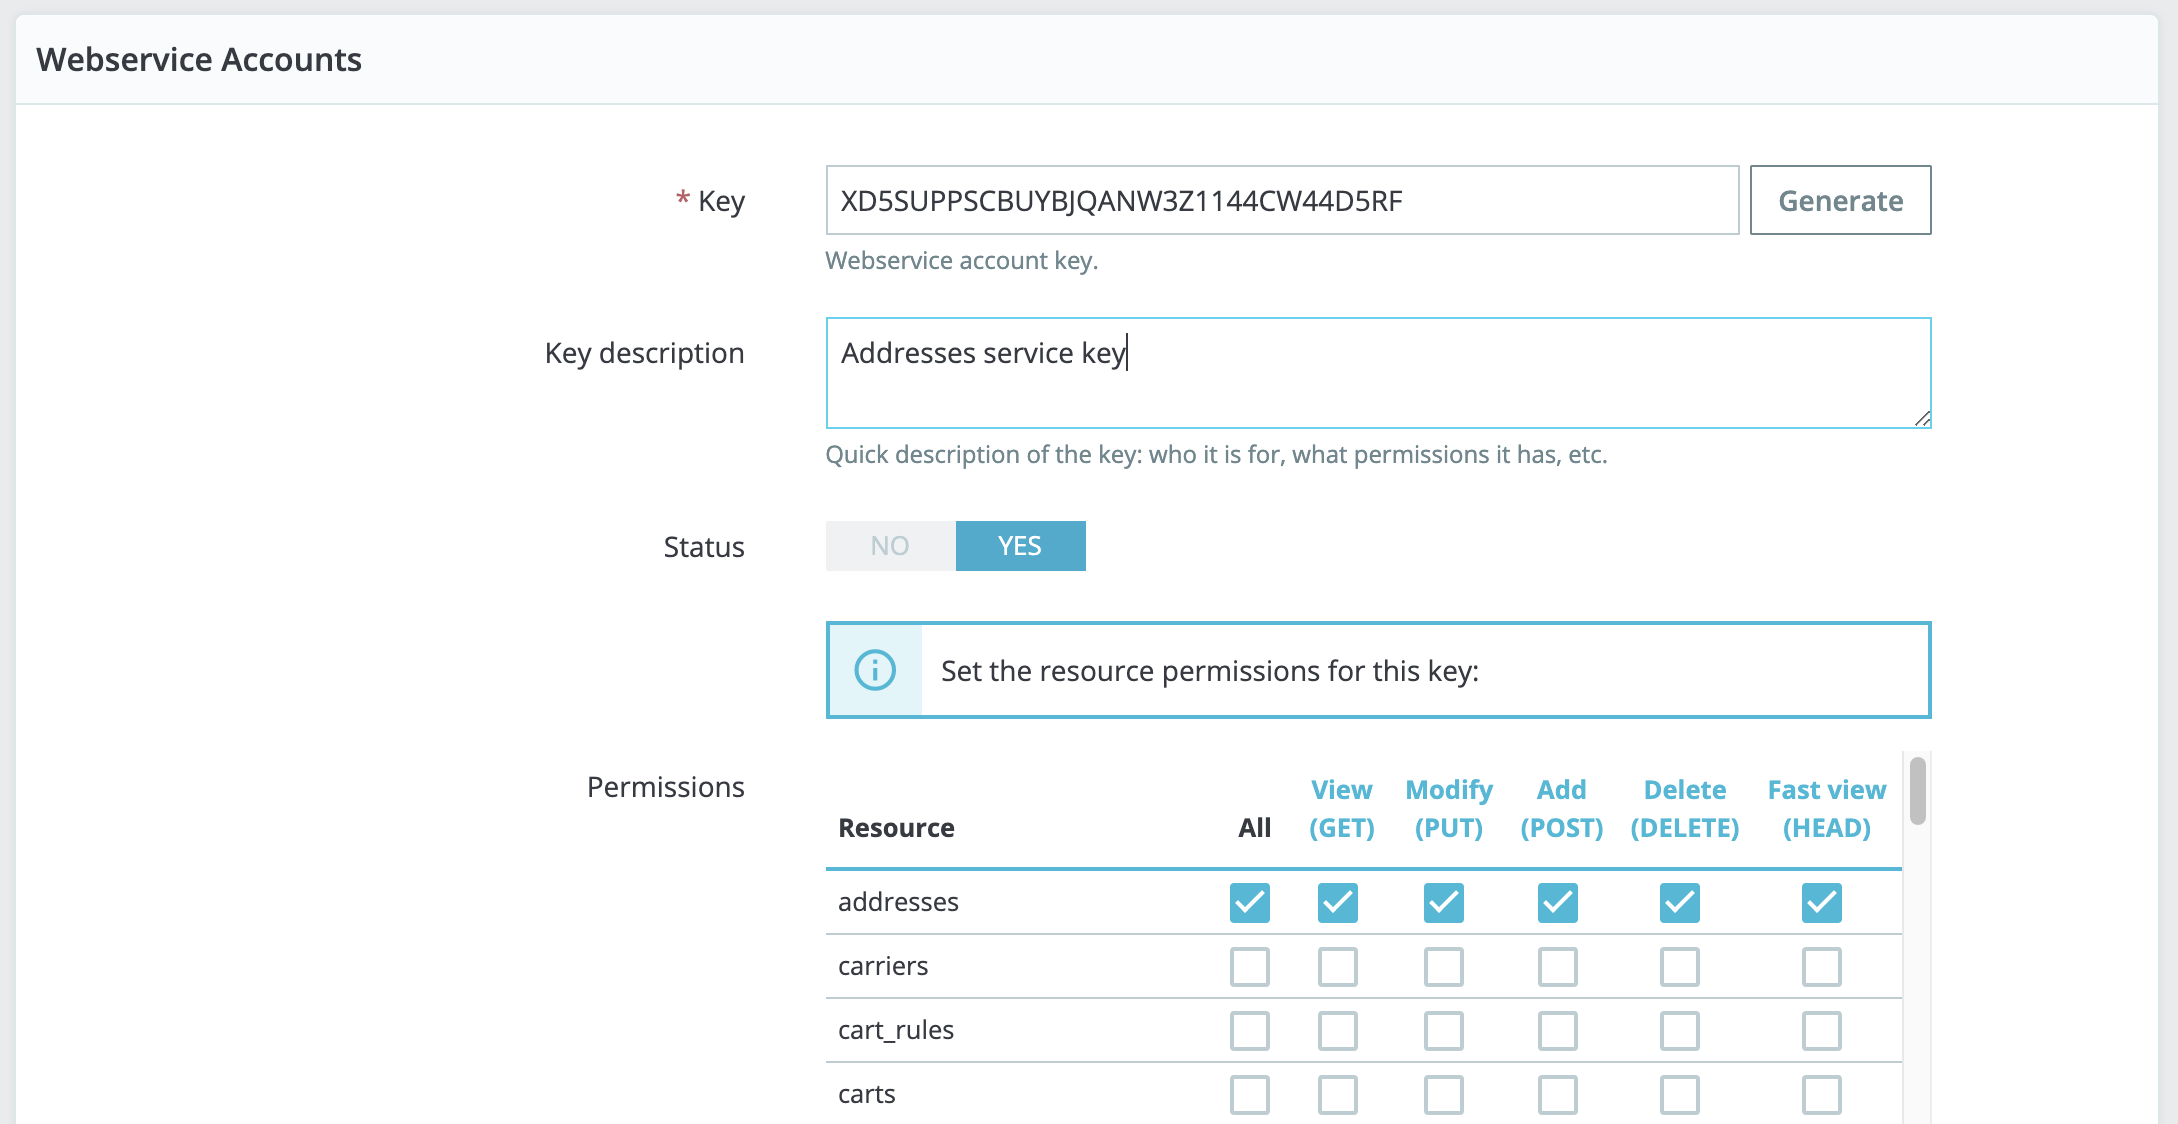 Webservice Accounts
* Key
XD5SUPPSCBUYBJQANW3Z1144CW44D5RF
Generate
Webservice account key.
Key description
Addresses service key
Quick description of the key: who it is for, what permissions it has, etc.
Status
NO YES
Set the resource permissions for this key:
Permissions
Resource All View (GET) Modify (PUT) Add (POST) Delete (DELETE) Fast view (HEAD)
addresses
carriers
cart_rules
carts